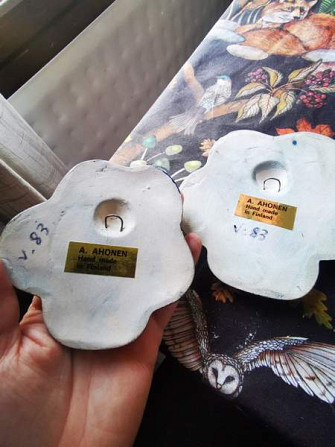 V-83
A. AHONEN
Hand made
in Finland
A. AHONEN
Hand made
in Finland
V-83